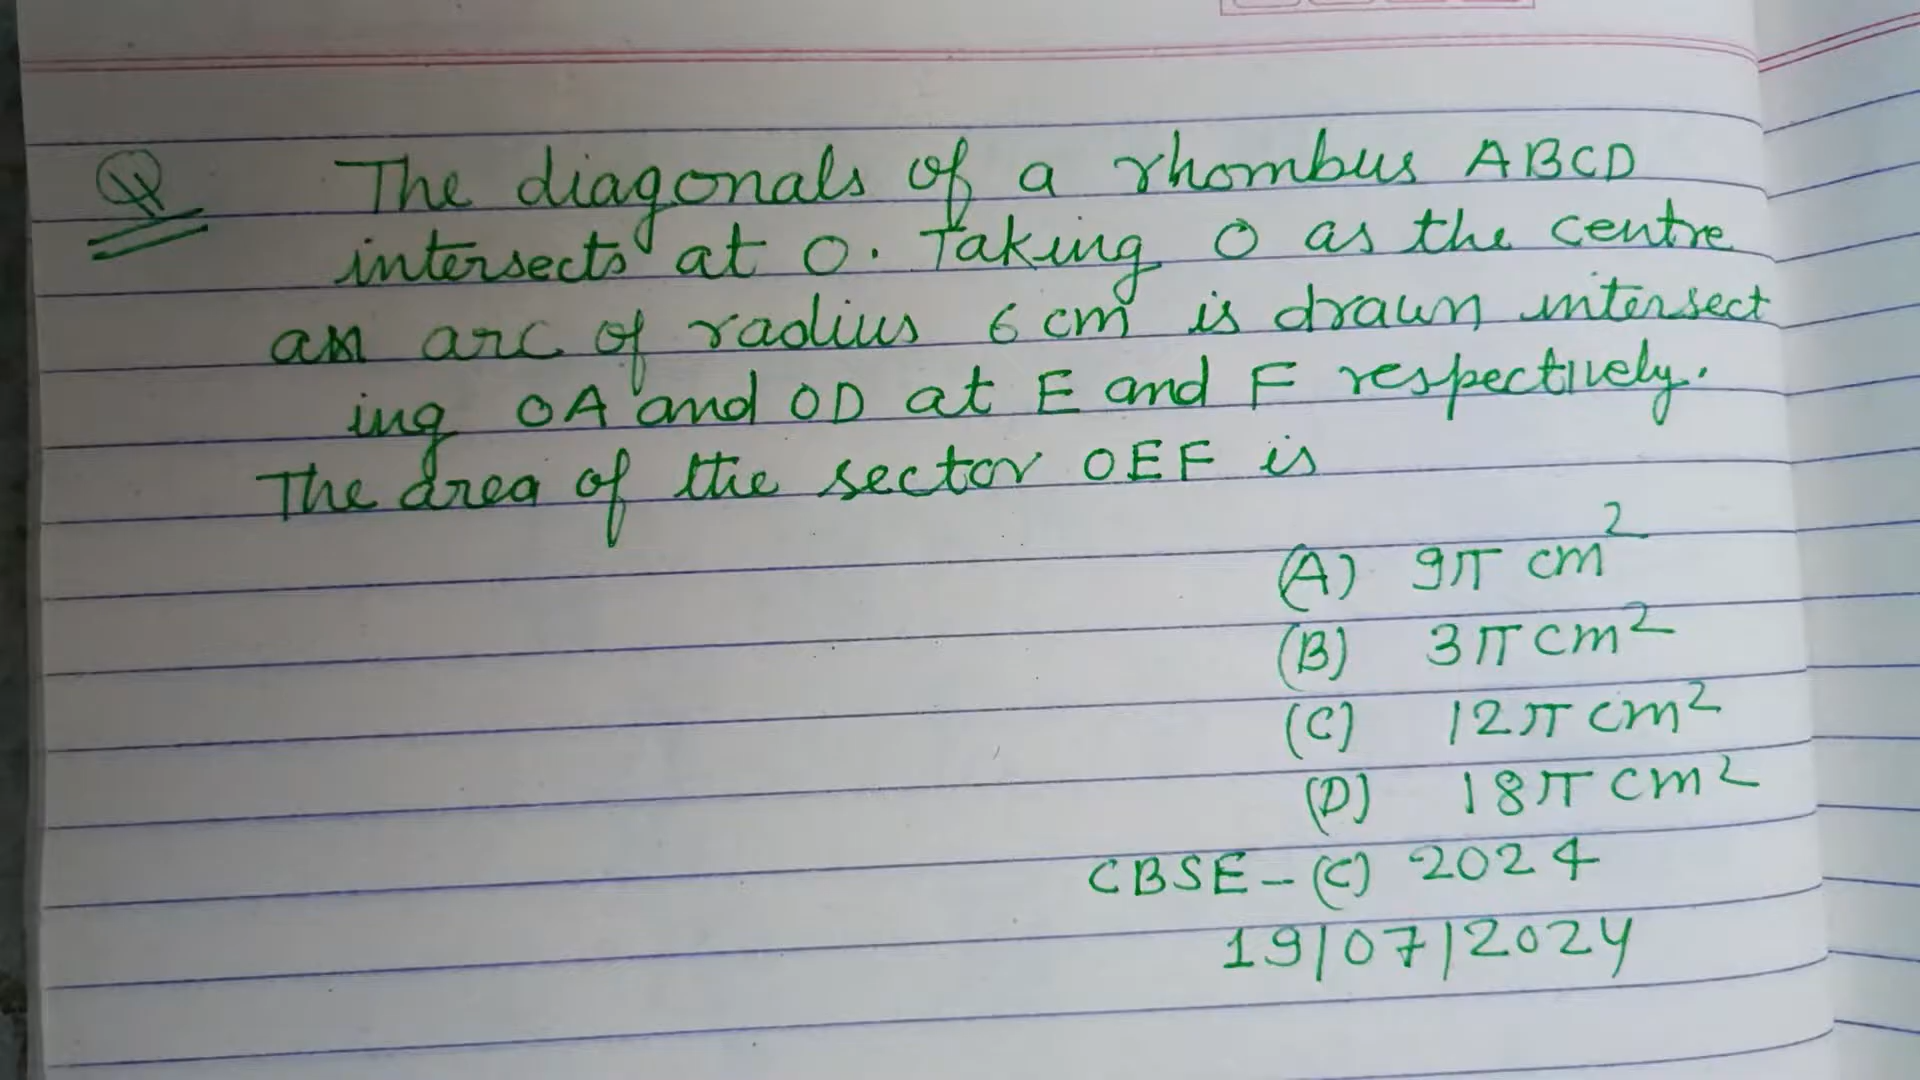 Q The diagonals of a rhombus ABCD
intersects at O. Taking O as the centre
an arc of radius 6 cm is drawn intersect
ing OA and OD at E and F respectively.
The area of the sector OEF is
(A) 9π cm²
(B) 3π cm²
(C) 12π cm²
(D) 18π cm²
CBSE-(C) 2024
19/07/2024